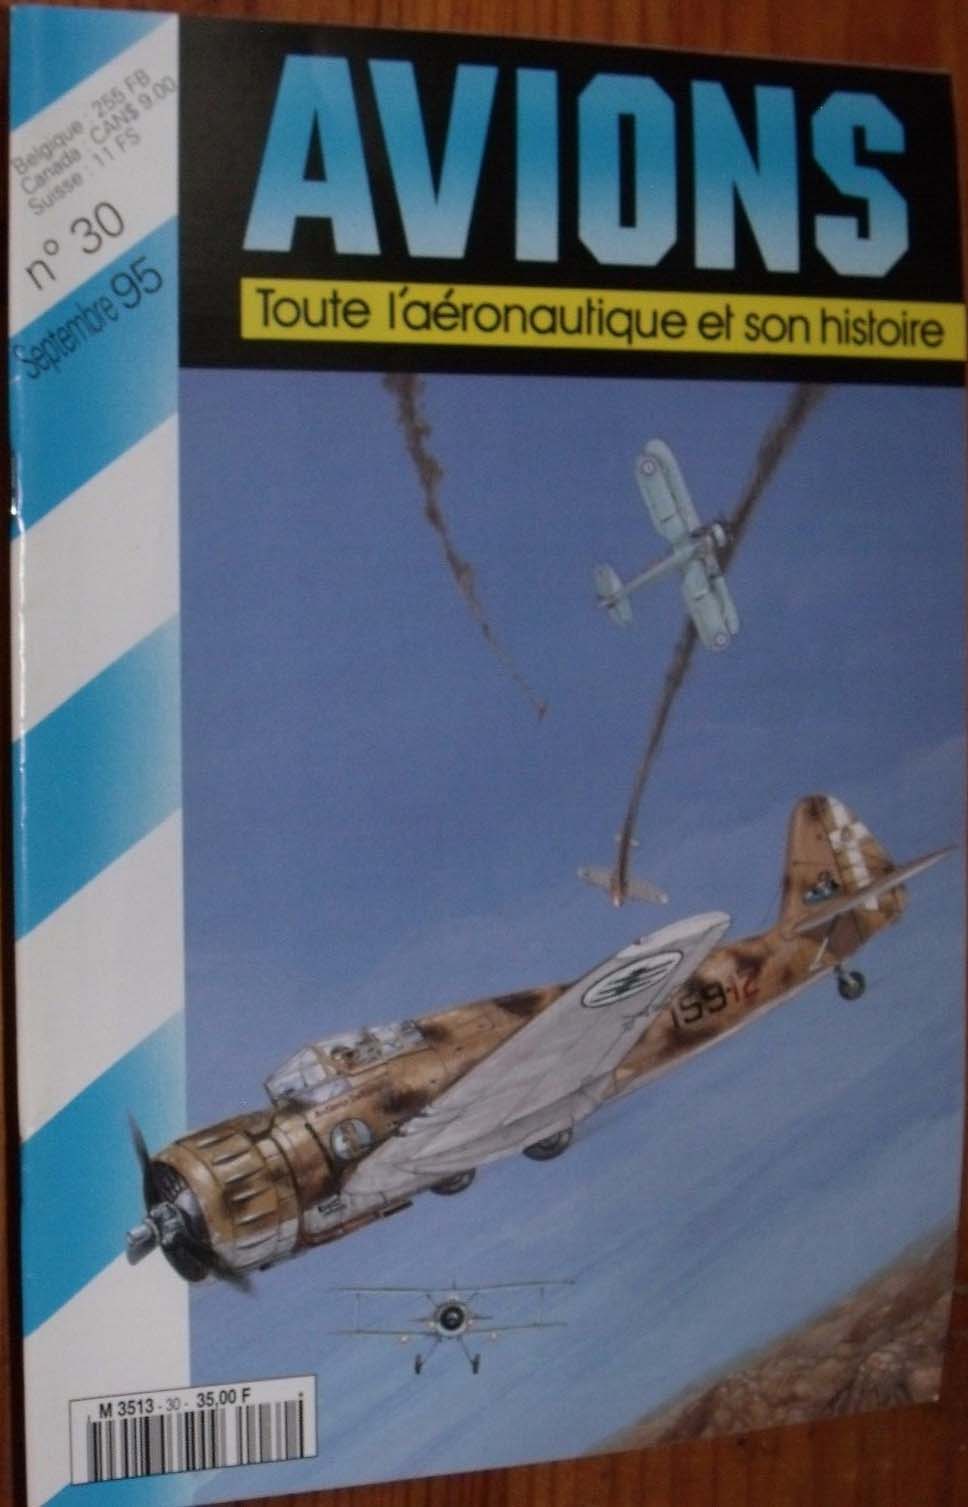 AVIONS
Toute l'aéronautique et son histoire
Belgique : 255 FB
Canada : CAN$ 9.00
Suisse : 11 FS
n° 30
Septembre 95
159-12
M 3513 - 30 - 35,00 F